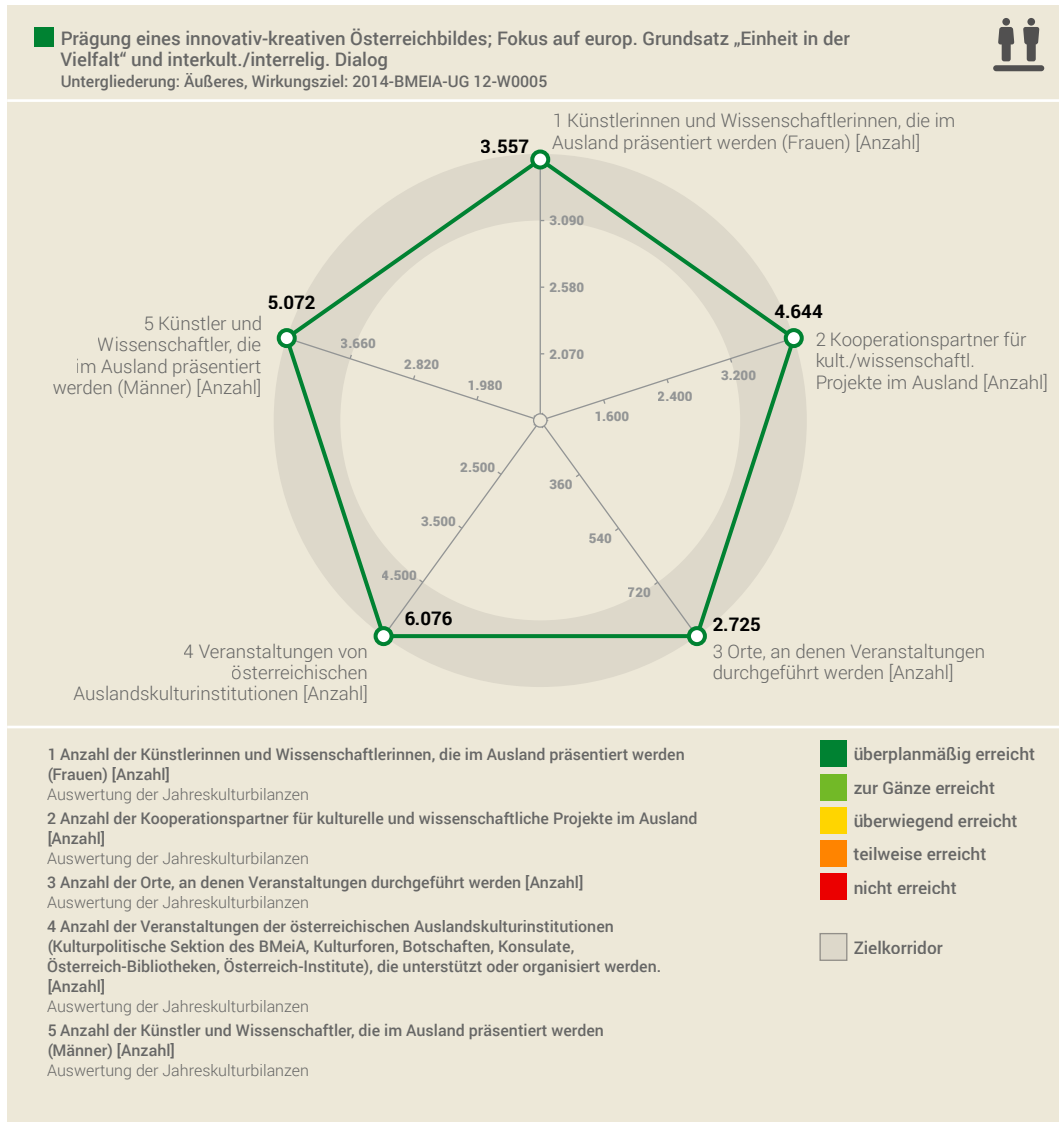 Prägung eines innovativ-kreativen Österreichbildes; Fokus auf europ. Grundsatz „Einheit in der
Vielfalt“ und interkult./interrelig. Dialog
Untergliederung: Äußeres, Wirkungsziel: 2014-BMEIA-UG 12-W0005
1 Künstlerinnen und Wissenschaftlerinnen, die im
Ausland präsentiert werden (Frauen) [Anzahl]
3.557
3.090
2.580
2.070
4.644
2 Kooperationspartner für
kult./wissenschaftl.
Projekte im Ausland [Anzahl]
3.200
2.400
1.600
5.072
5 Künstler und
Wissenschaftler, die
im Ausland präsentiert
werden (Männer) [Anzahl]
3.660
2.820
1.980
2.500
3.500
4.500
6.076
4 Veranstaltungen von
österreichischen
Auslandskulturinstitutionen [Anzahl]
360
540
720
2.725
3 Orte, an denen Veranstaltungen
durchgeführt werden [Anzahl]
1 Anzahl der Künstlerinnen und Wissenschaftlerinnen, die im Ausland präsentiert werden
(Frauen) [Anzahl]
Auswertung der Jahreskulturbilanzen
2 Anzahl der Kooperationspartner für kulturelle und wissenschaftliche Projekte im Ausland
[Anzahl]
Auswertung der Jahreskulturbilanzen
3 Anzahl der Orte, an denen Veranstaltungen durchgeführt werden [Anzahl]
Auswertung der Jahreskulturbilanzen
4 Anzahl der Veranstaltungen der österreichischen Auslandskulturinstitutionen
(Kulturpolitische Sektion des BMeiA, Kulturforen, Botschaften, Konsulate,
Österreich-Bibliotheken, Österreich-Institute), die unterstützt oder organisiert werden.
[Anzahl]
Auswertung der Jahreskulturbilanzen
5 Anzahl der Künstler und Wissenschaftler, die im Ausland präsentiert werden
(Männer) [Anzahl]
Auswertung der Jahreskulturbilanzen
überplanmäßig erreicht
zur Gänze erreicht
überwiegend erreicht
teilweise erreicht
nicht erreicht
Zielkorridor